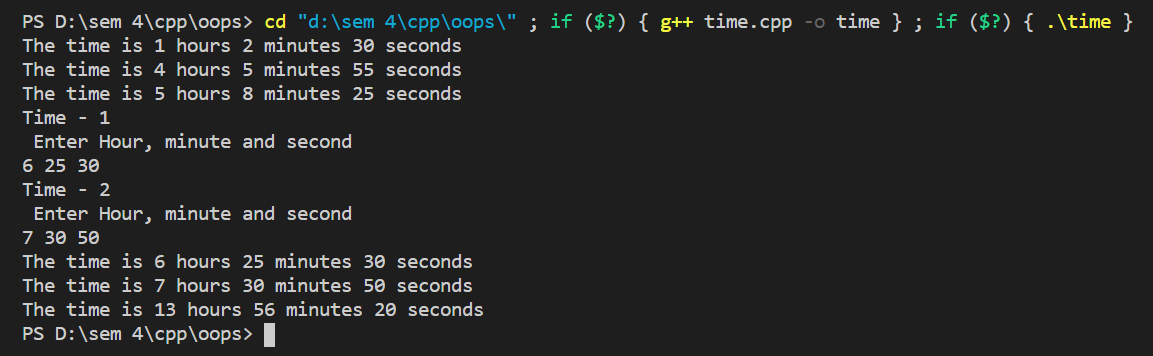 PS D:\sem 4\cpp\oops> cd "d:\sem 4\cpp\oops\" ; if ($?) { g++ time.cpp -o time } ; if ($?) { .\time }
The time is 1 hours 2 minutes 30 seconds
The time is 4 hours 5 minutes 55 seconds
The time is 5 hours 8 minutes 25 seconds
Time - 1
 Enter Hour, minute and second
6 25 30
Time - 2
 Enter Hour, minute and second
7 30 50
The time is 6 hours 25 minutes 30 seconds
The time is 7 hours 30 minutes 50 seconds
The time is 13 hours 56 minutes 20 seconds
PS D:\sem 4\cpp\oops>